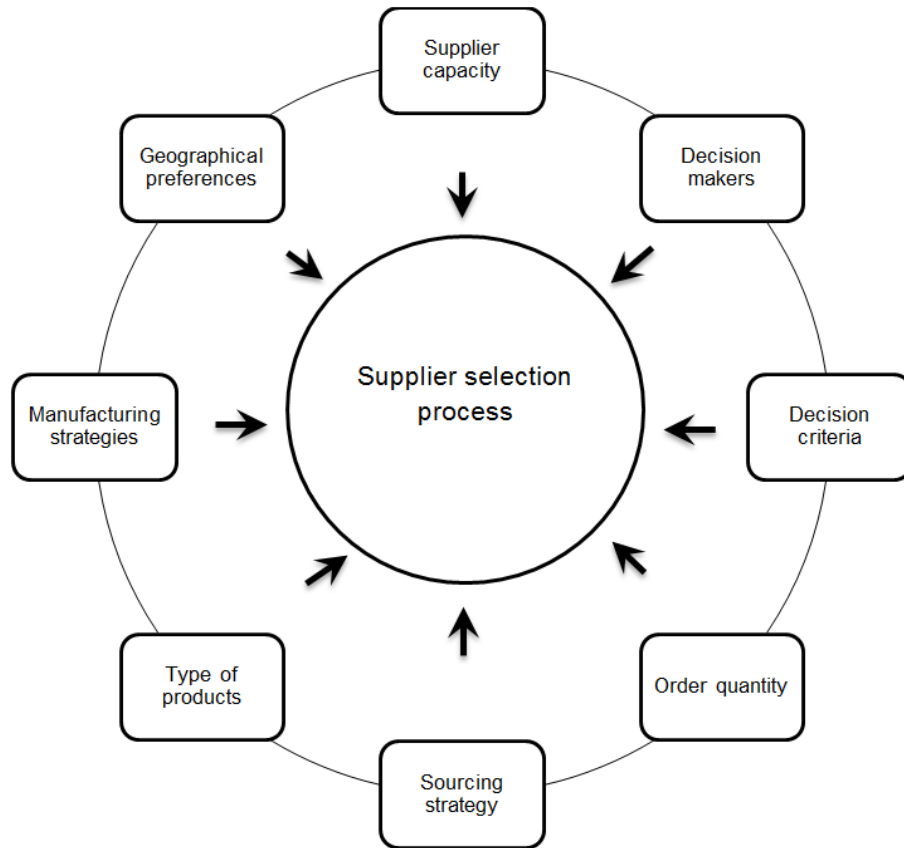 Supplier
capacity
Geographical
preferences
Decision
makers
Supplier selection
process
Manufacturing
strategies
Decision
criteria
Type of
products
Order quantity
Sourcing
strategy